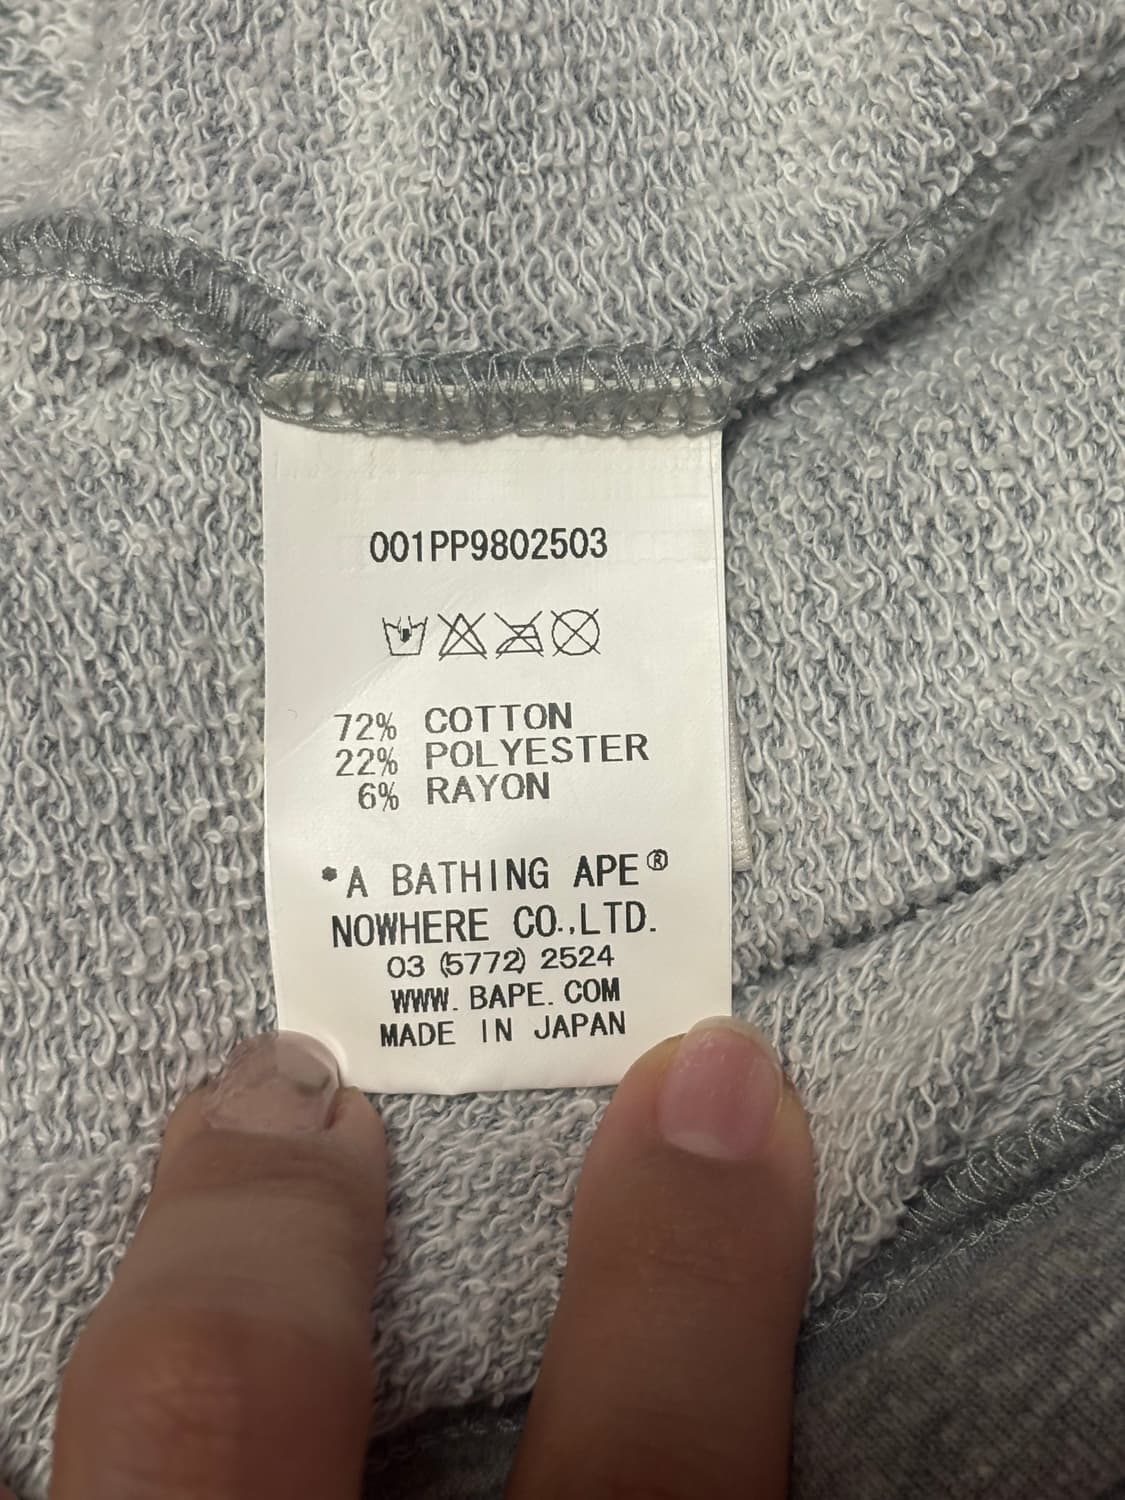 001PP9802503
72% COTTON
22% POLYESTER
6% RAYON
*A BATHING APE®
NOWHERE CO.,LTD.
03 (5772) 2524
WWW. BAPE. COM
MADE IN JAPAN